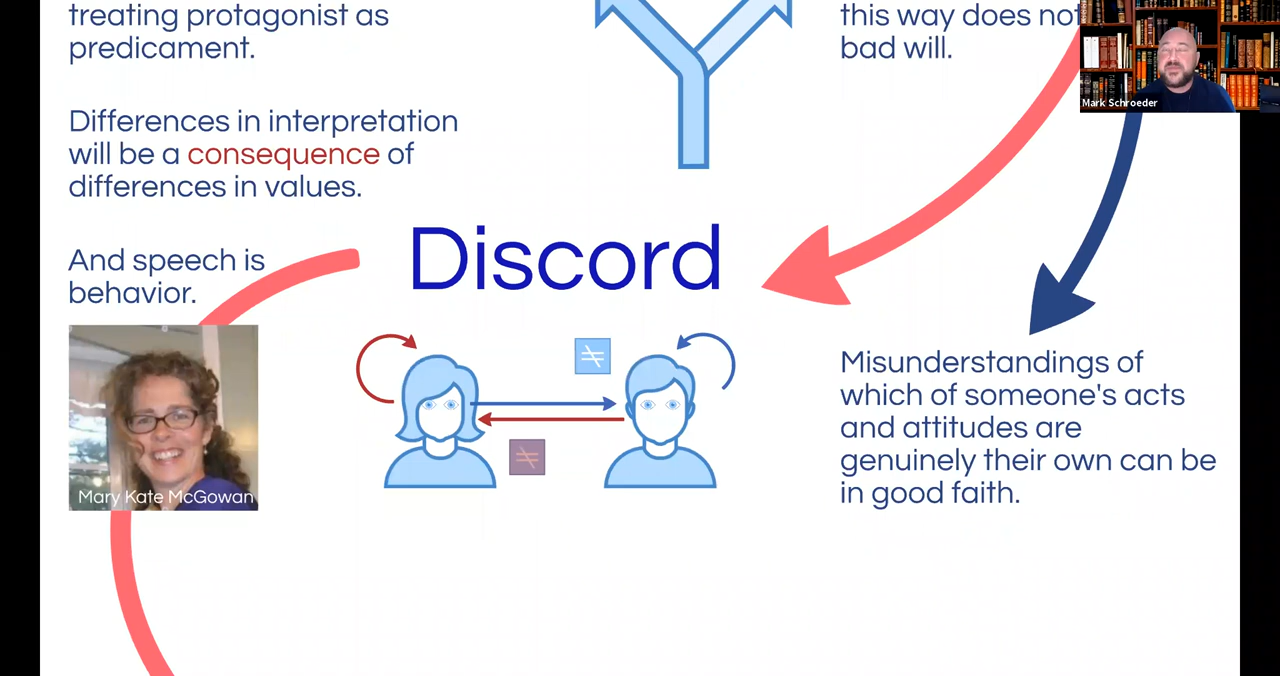 treating protagonist as
predicament.
Differences in interpretation
will be a consequence of
differences in values.
And speech is
behavior.
Mary Kate McGowan
Discord
≠
≠
this way does not
bad will.
Mark Schroeder
Misunderstandings of
which of someone's acts
and attitudes are
genuinely their own can be
in good faith.